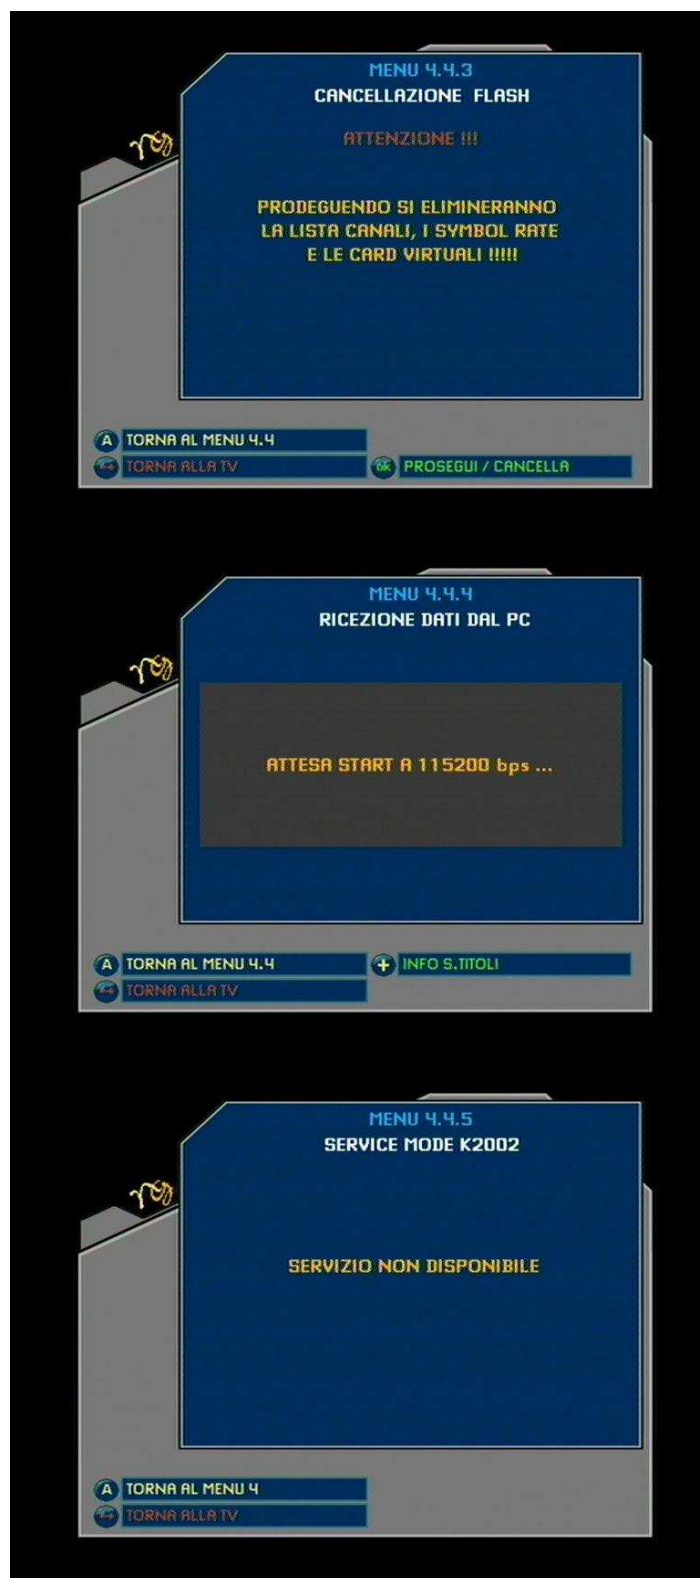 MENU 4.4.3
CANCELLAZIONE FLASH
ATTENZIONE !!!
PRODEGUENDO SI ELIMINERANNO
LA LISTA CANALI, I SYMBOL RATE
E LE CARD VIRTUALI !!!!!
A TORNA AL MENU 4.4
TORNA ALLA TV
OK PROSEGUI / CANCELLA
MENU 4.4.4
RICEZIONE DATI DAL PC
ATTESA START A 115200 bps ...
A TORNA AL MENU 4.4
+ INFO S.TITOLI
TORNA ALLA TV
MENU 4.4.5
SERVICE MODE K2002
SERVIZIO NON DISPONIBILE
A TORNA AL MENU 4
TORNA ALLA TV